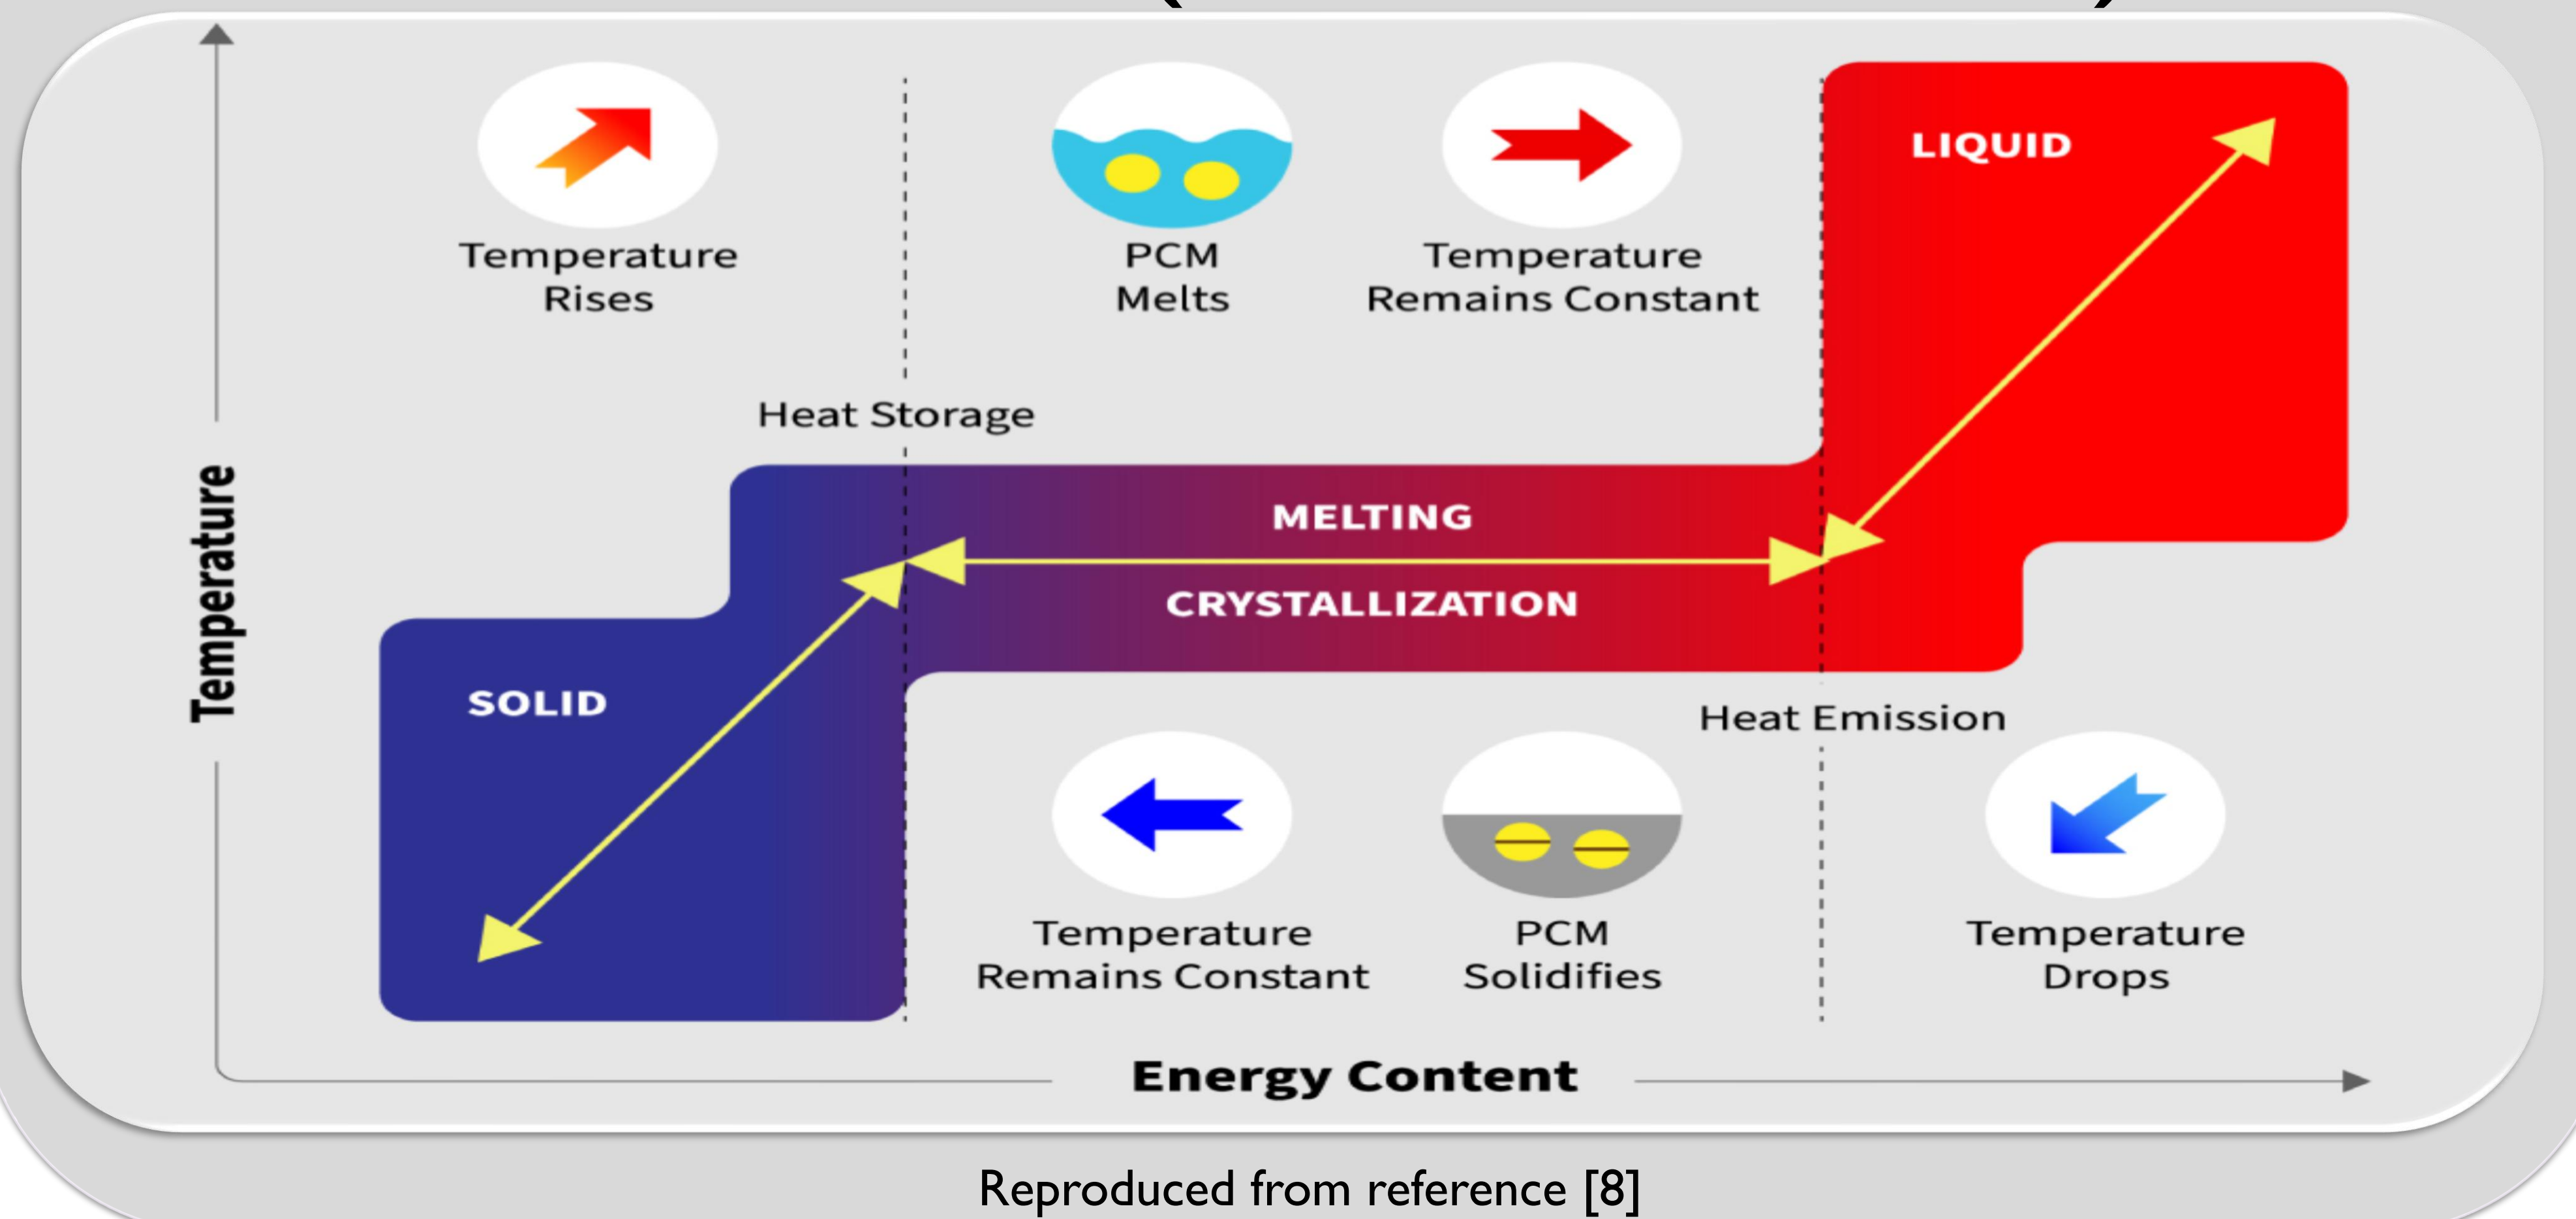 Temperature
Rises
PCM
Melts
Temperature
Remains Constant
LIQUID
Heat Storage
MELTING
CRYSTALLIZATION
SOLID
Temperature
Heat Emission
Temperature
Remains Constant
PCM
Solidifies
Temperature
Drops
Energy Content
Reproduced from reference [8]